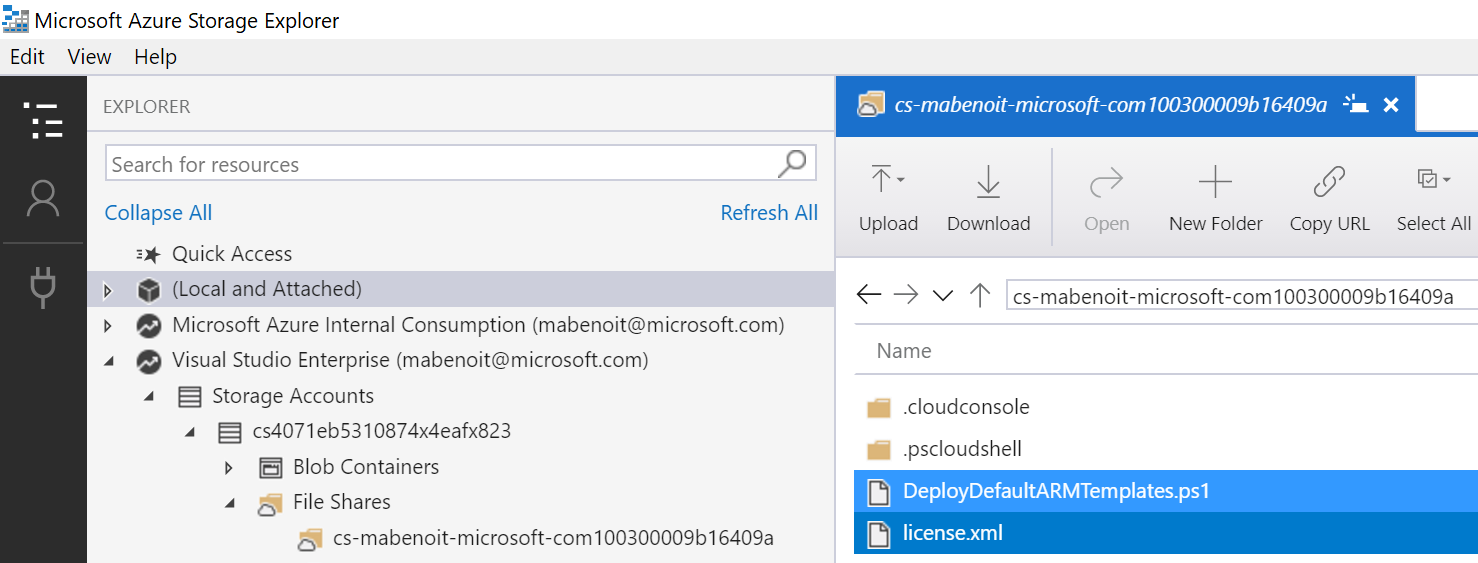 Microsoft Azure Storage Explorer
Edit View Help
EXPLORER
Search for resources
Collapse All Refresh All
Quick Access
(Local and Attached)
Microsoft Azure Internal Consumption (mabenoit@microsoft.com)
Visual Studio Enterprise (mabenoit@microsoft.com)
Storage Accounts
cs4071eb5310874x4eafx823
Blob Containers
File Shares
cs-mabenoit-microsoft-com100300009b16409a
cs-mabenoit-microsoft-com100300009b16409a
Upload Download Open New Folder Copy URL Select All
cs-mabenoit-microsoft-com100300009b16409a
Name
.cloudconsole
.pscloudshell
DeployDefaultARMTemplates.ps1
license.xml